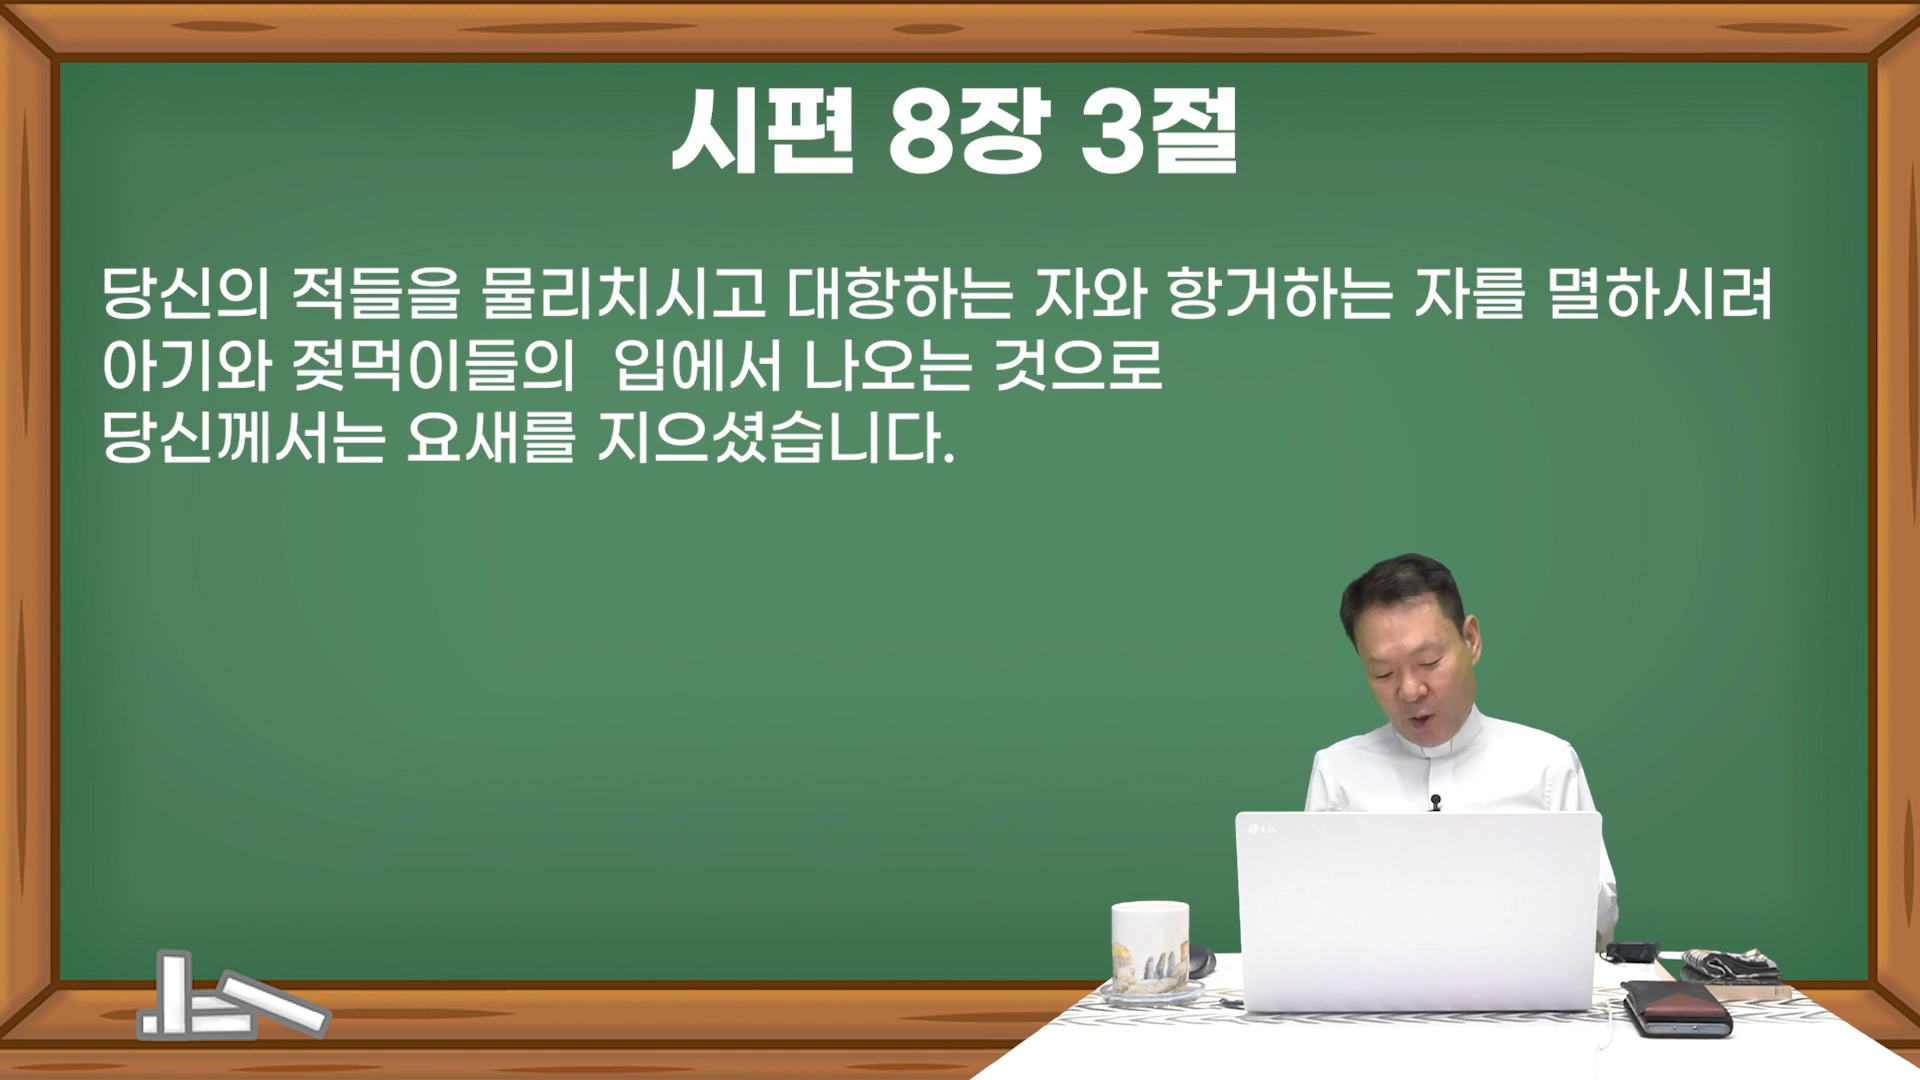 시편 8장 3절
당신의 적들을 물리치시고 대항하는 자와 항거하는 자를 멸하시려
아기와 젖먹이들의 입에서 나오는 것으로
당신께서는 요새를 지으셨습니다.
LG